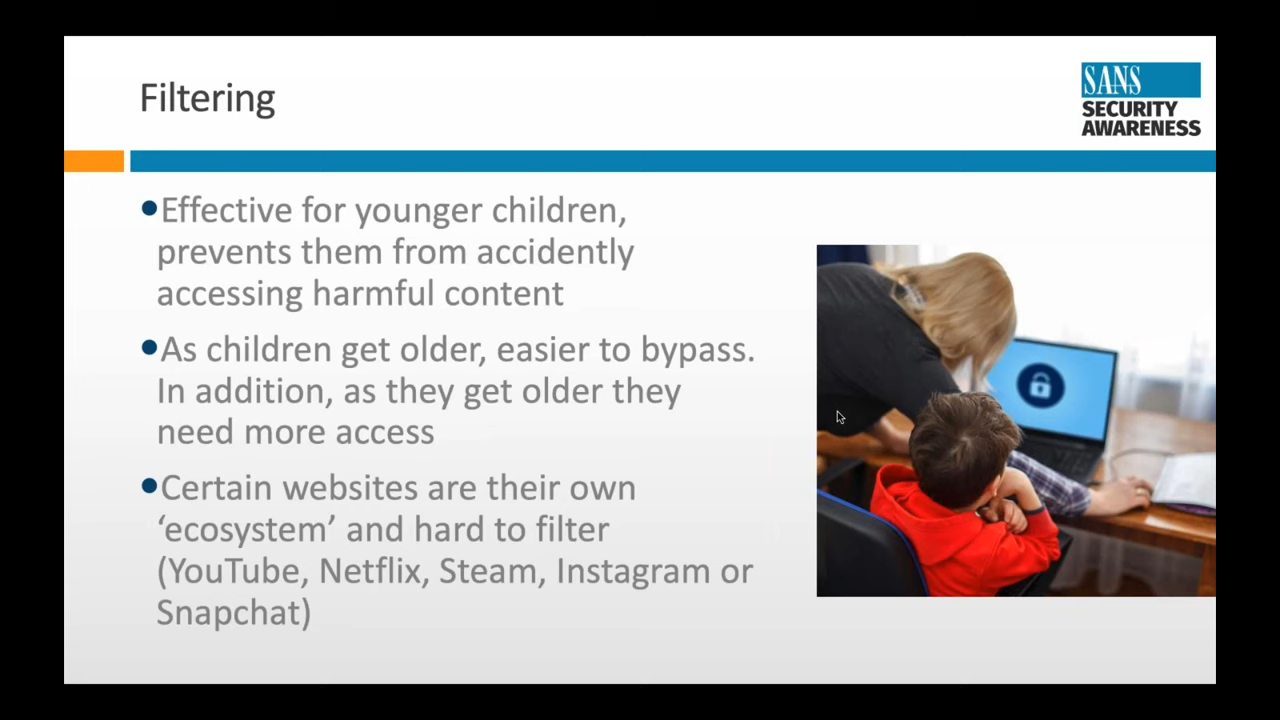 Filtering
SANS
SECURITY
AWARENESS
•Effective for younger children,
prevents them from accidently
accessing harmful content
•As children get older, easier to bypass.
In addition, as they get older they
need more access
•Certain websites are their own
‘ecosystem’ and hard to filter
(YouTube, Netflix, Steam, Instagram or
Snapchat)